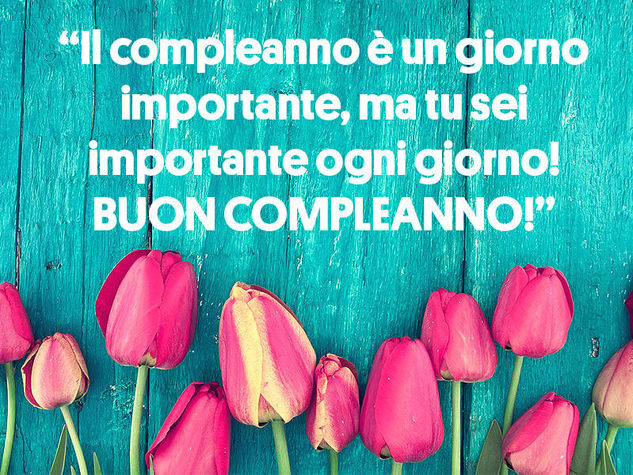 “Il compleanno è un giorno
importante, ma tu sei
importante ogni giorno!
BUON COMPLEANNO!”